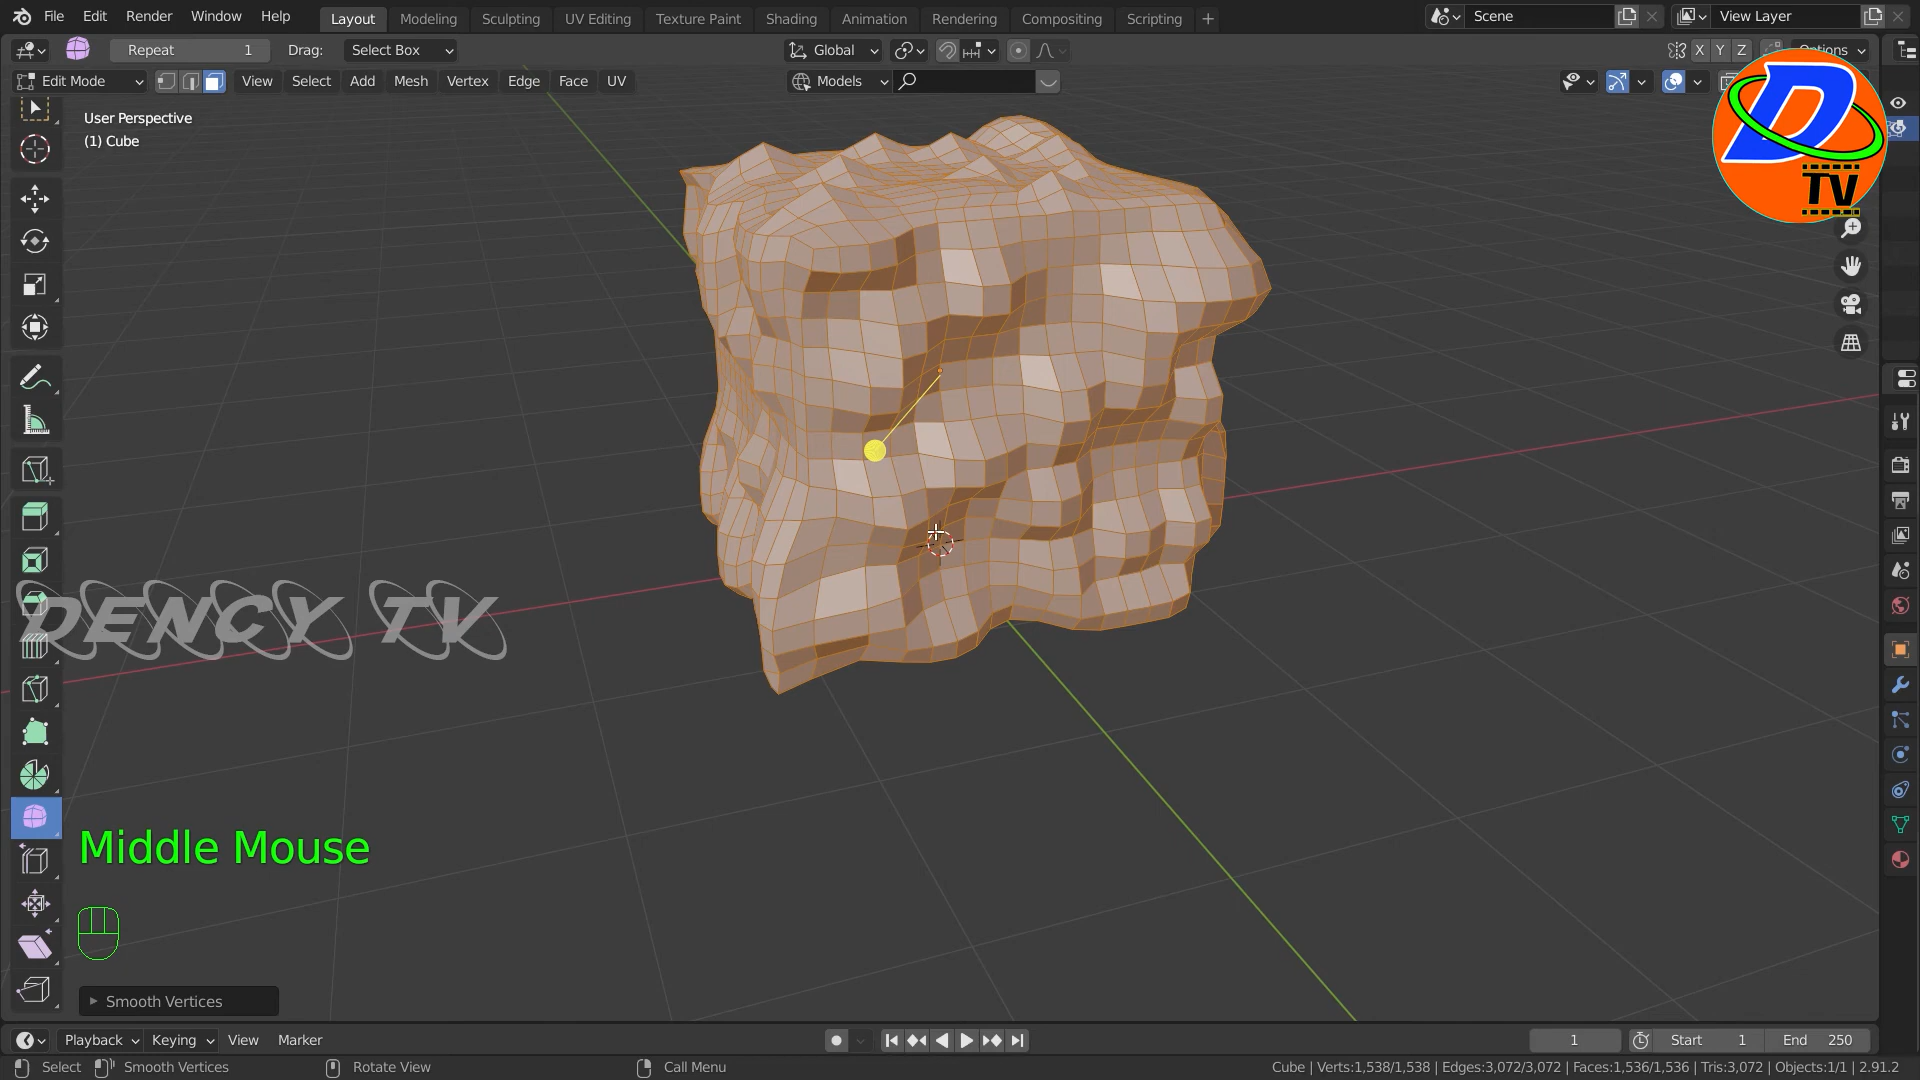 File Edit Render Window Help Layout Modeling Sculpting UV Editing Texture Paint Shading Animation Rendering Compositing Scripting + Scene View Layer
Repeat 1 Drag: Select Box Global X Y Z Options
Edit Mode View Select Add Mesh Vertex Edge Face UV Models
User Perspective
(1) Cube
D
TV
DENCY TV
Middle Mouse
Smooth Vertices
Playback Keying View Marker 1 Start 1 End 250
Select Smooth Vertices Rotate View Call Menu Cube | Verts:1,538/1,538 | Edges:3,072/3,072 | Faces:1,536/1,536 | Tris:3,072 | Objects:1/1 | 2.91.2